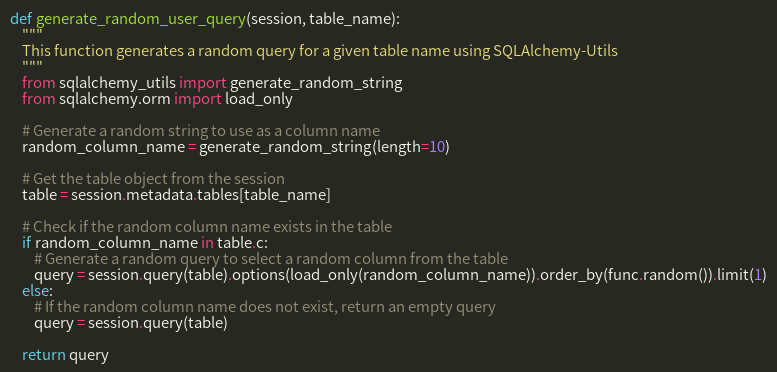 def generate_random_user_query(session, table_name):
    """
    This function generates a random query for a given table name using SQLAlchemy-Utils
    """
    from sqlalchemy_utils import generate_random_string
    from sqlalchemy.orm import load_only

    # Generate a random string to use as a column name
    random_column_name = generate_random_string(length=10)

    # Get the table object from the session
    table = session.metadata.tables[table_name]

    # Check if the random column name exists in the table
    if random_column_name in table.c:
        # Generate a random query to select a random column from the table
        query = session.query(table).options(load_only(random_column_name)).order_by(func.random()).limit(1)
    else:
        # If the random column name does not exist, return an empty query
        query = session.query(table)

    return query